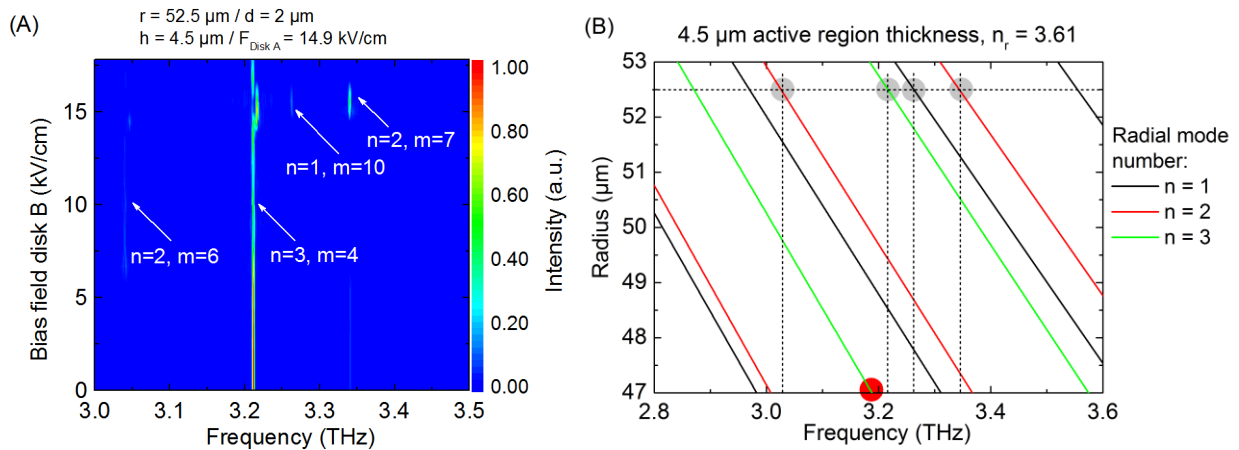 (A)
r = 52.5 µm / d = 2 µm
h = 4.5 µm / F Disk A = 14.9 kV/cm
Bias field disk B (kV/cm)
15
10
5
0
n=2, m=7
n=1, m=10
n=2, m=6
n=3, m=4
3.0 3.1 3.2 3.3 3.4 3.5
Frequency (THz)
1.00
0.80
0.60
0.40
0.20
0.00
Intensity (a.u.)
(B)
4.5 µm active region thickness, n r = 3.61
Radius (µm)
53
52
51
50
49
48
47
2.8 3.0 3.2 3.4 3.6
Frequency (THz)
Radial mode
number:
n = 1
n = 2
n = 3